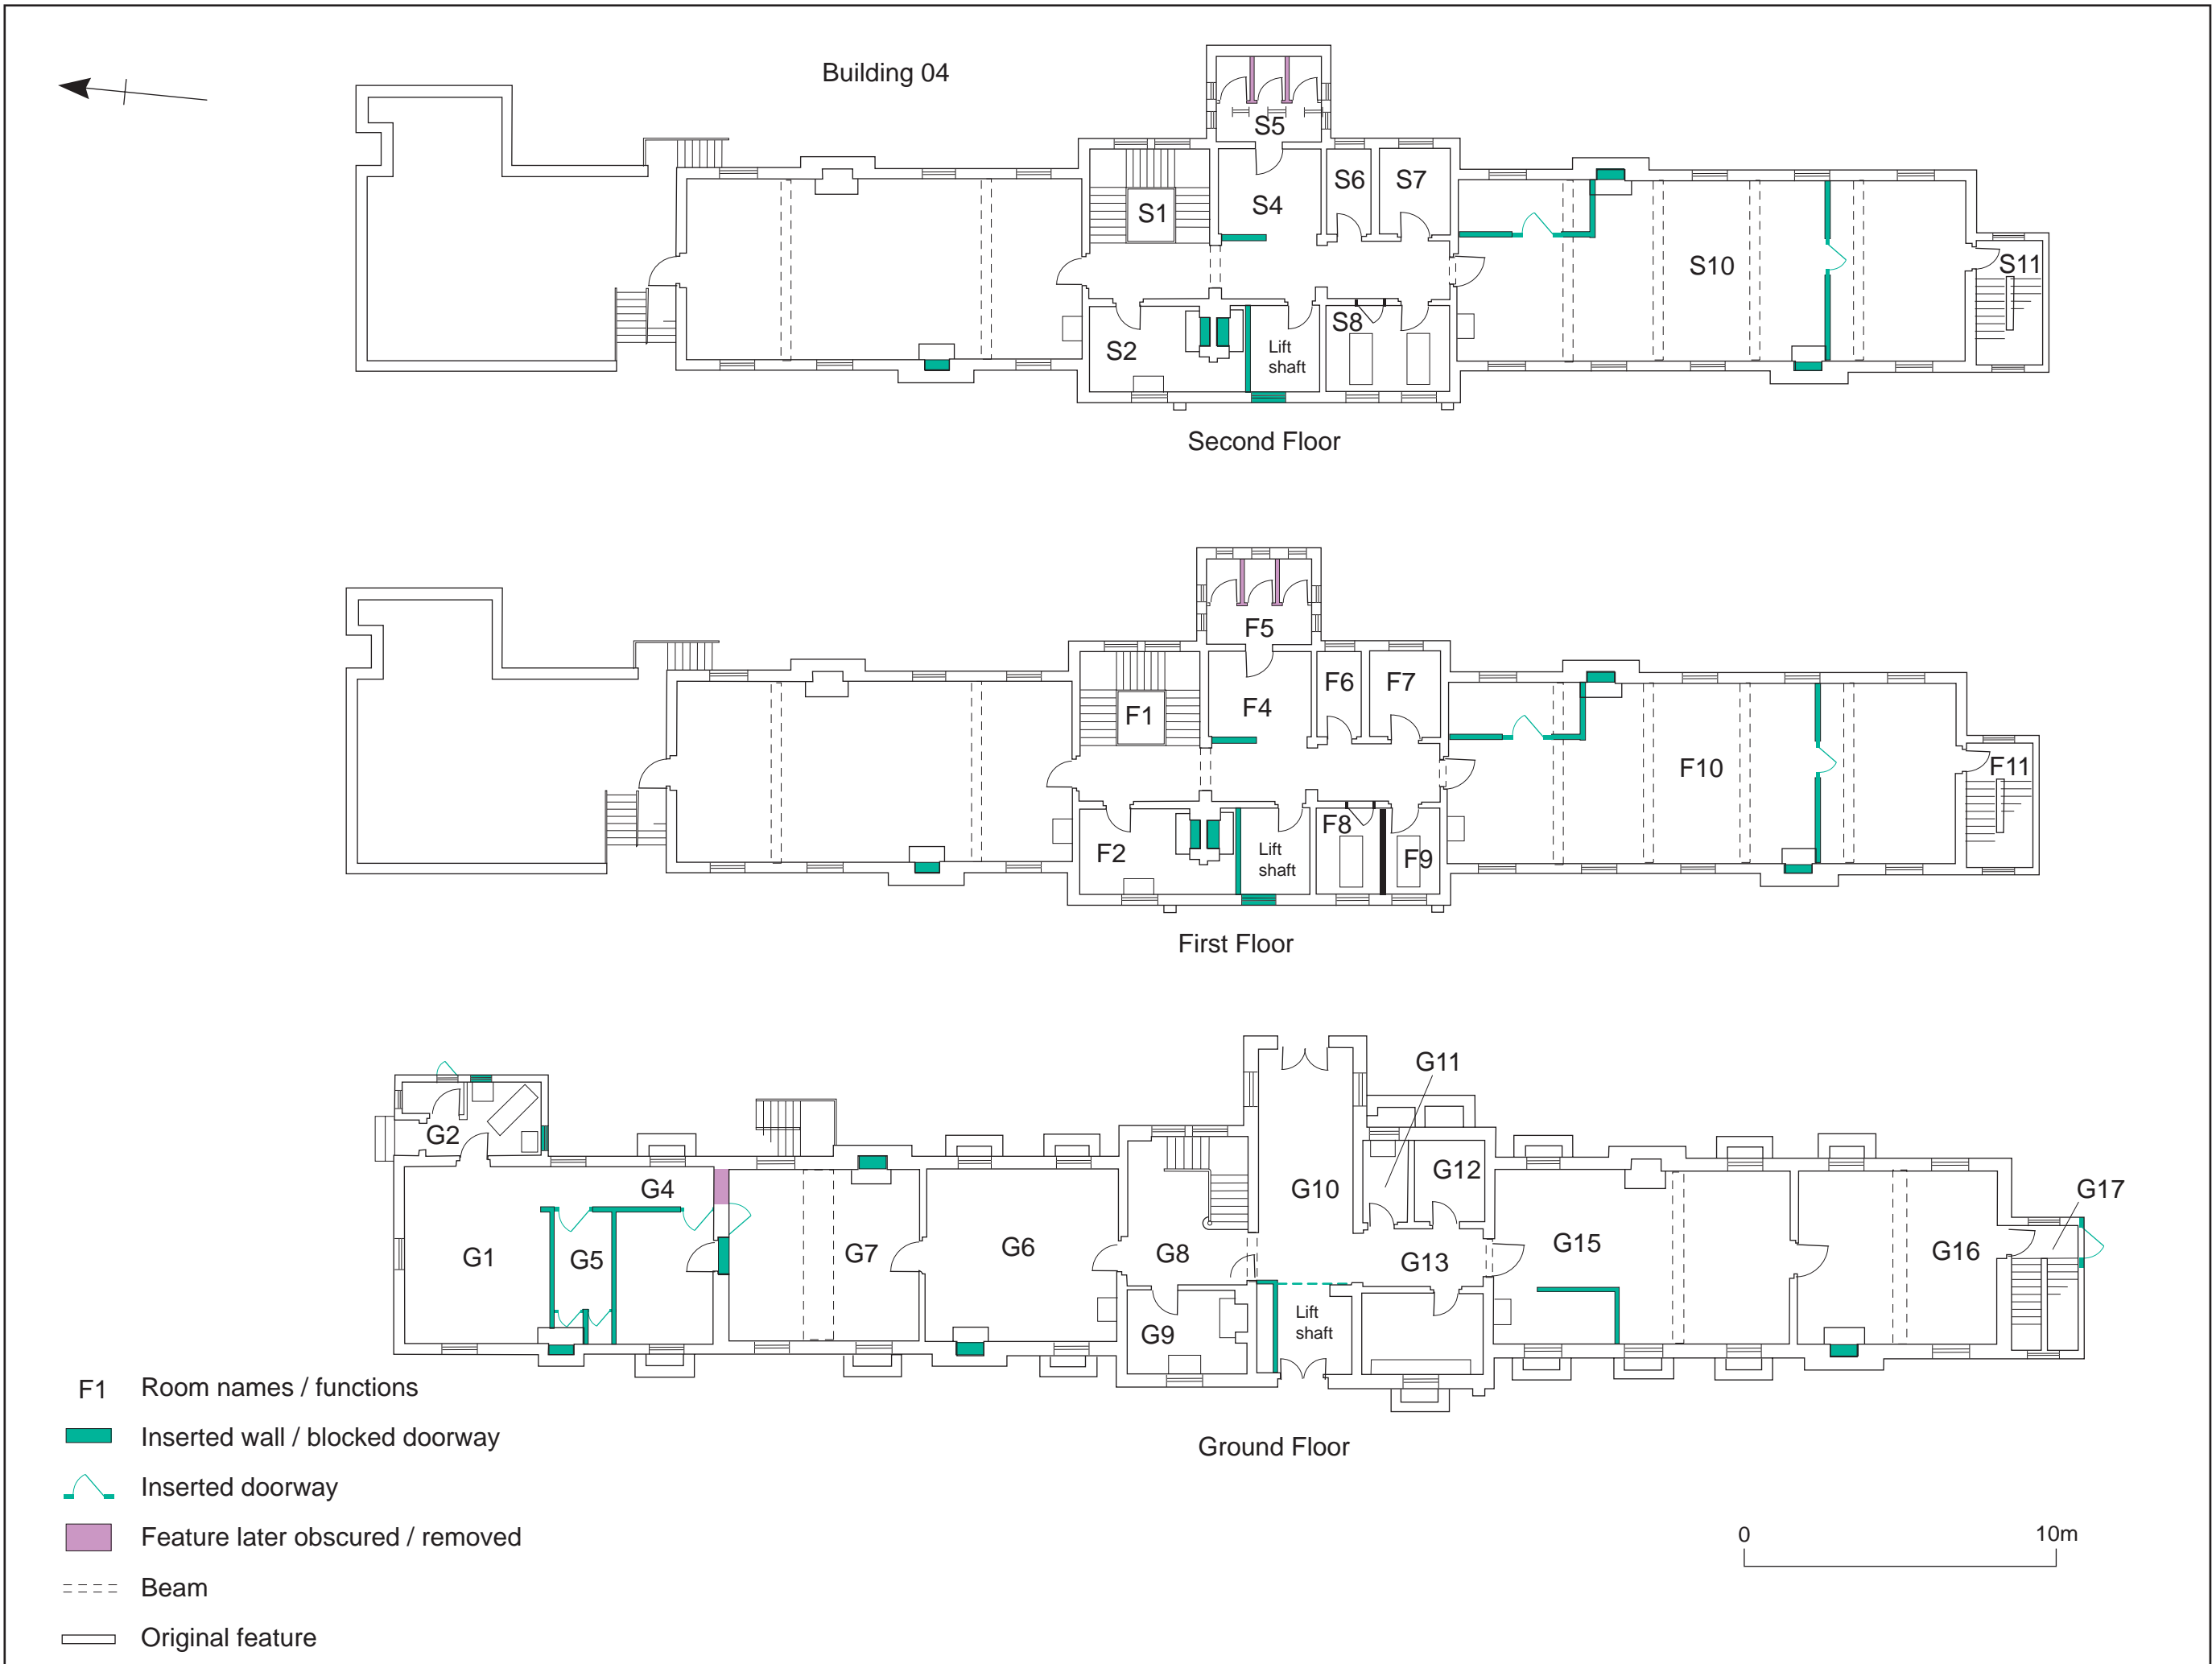 Building 04
S5
S6
S7
S4
S1
S10
S11
S8
S2
Lift
shaft
Second Floor
F5
F6
F7
F4
F1
F10
F11
F8
F2
Lift
shaft
F9
First Floor
G11
G2
G12
G4
G10
G17
G1
G5
G7
G6
G8
G13
G15
G16
G9
Lift
shaft
Ground Floor
F1 Room names / functions
Inserted wall / blocked doorway
Inserted doorway
Feature later obscured / removed
Beam
Original feature
0 10m